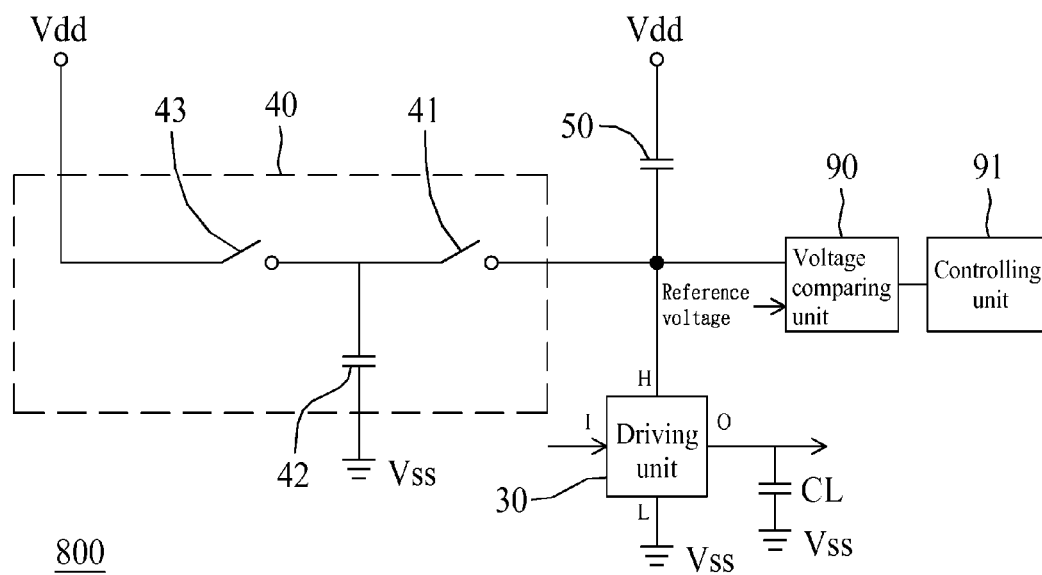 Vdd
Vdd
43
40
41
50
90
91
Voltage
comparing
unit
Controlling
unit
Reference
voltage
H
I
Driving
unit
O
L
42
Vss
30
CL
Vss
Vss
800